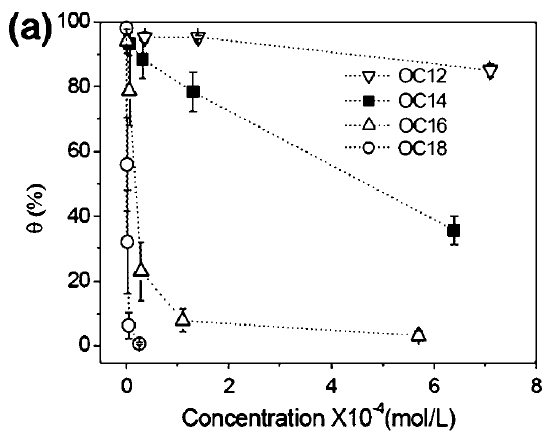 (a)
100
80
60
40
20
0
θ (%)
OC12
OC14
OC16
OC18
0 2 4 6 8
Concentration X10⁻⁴(mol/L)